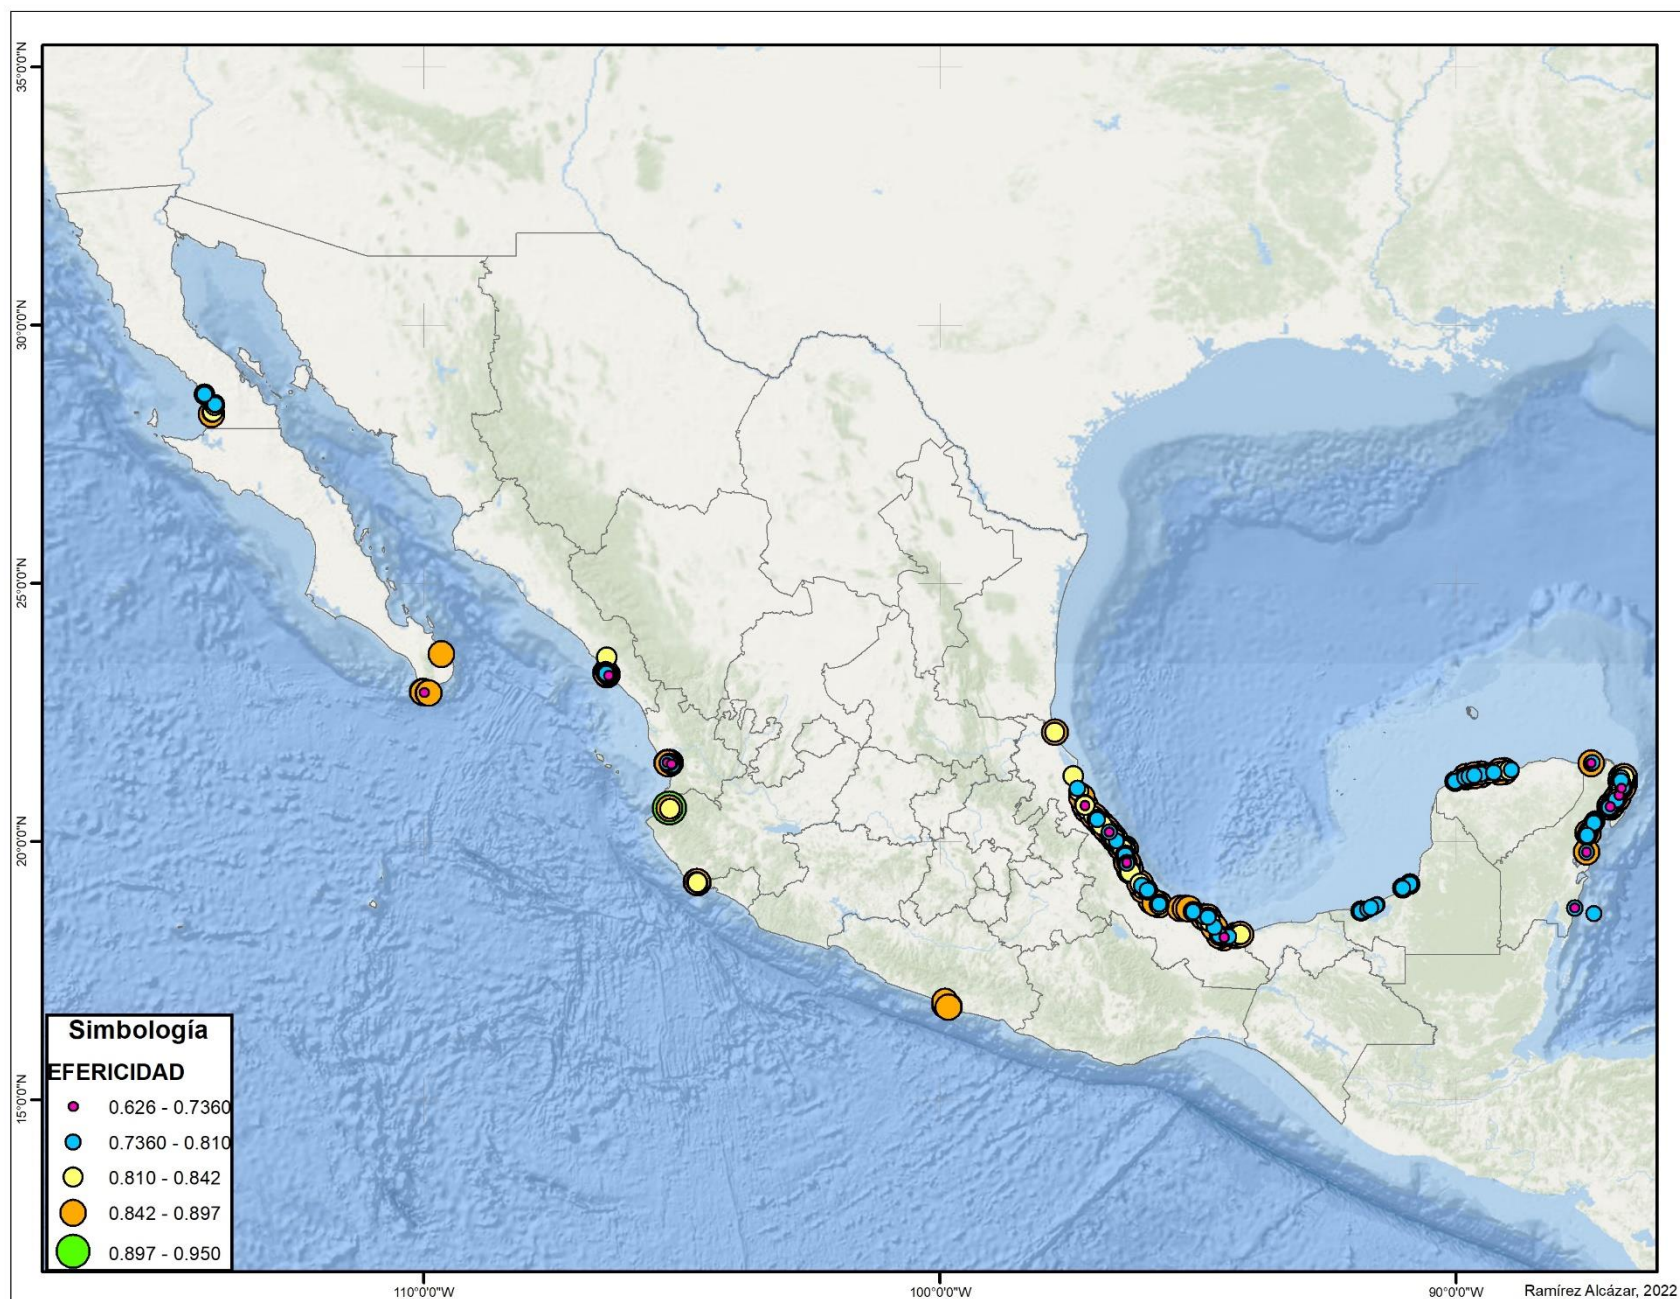 35°0'0"N
30°0'0"N
25°0'0"N
20°0'0"N
15°0'0"N
Simbología
EFERICIDAD
0.626 - 0.7360
0.7360 - 0.810
0.810 - 0.842
0.842 - 0.897
0.897 - 0.950
110°0'0"W
100°0'0"W
90°0'0"W
Ramírez Alcázar, 2022